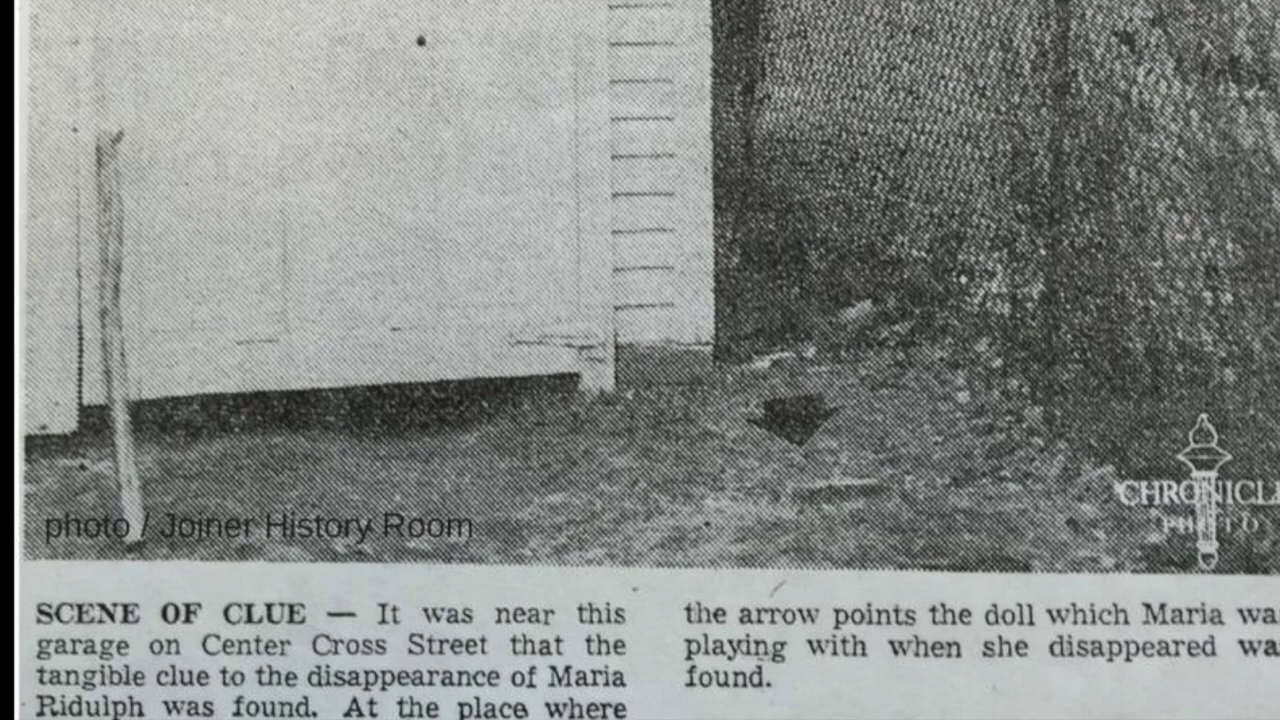 CHRONICL
PHOTO
photo / Joiner History Room
SCENE OF CLUE — It was near this
garage on Center Cross Street that the
tangible clue to the disappearance of Maria
Ridulph was found. At the place where
the arrow points the doll which Maria wa
playing with when she disappeared wa
found.